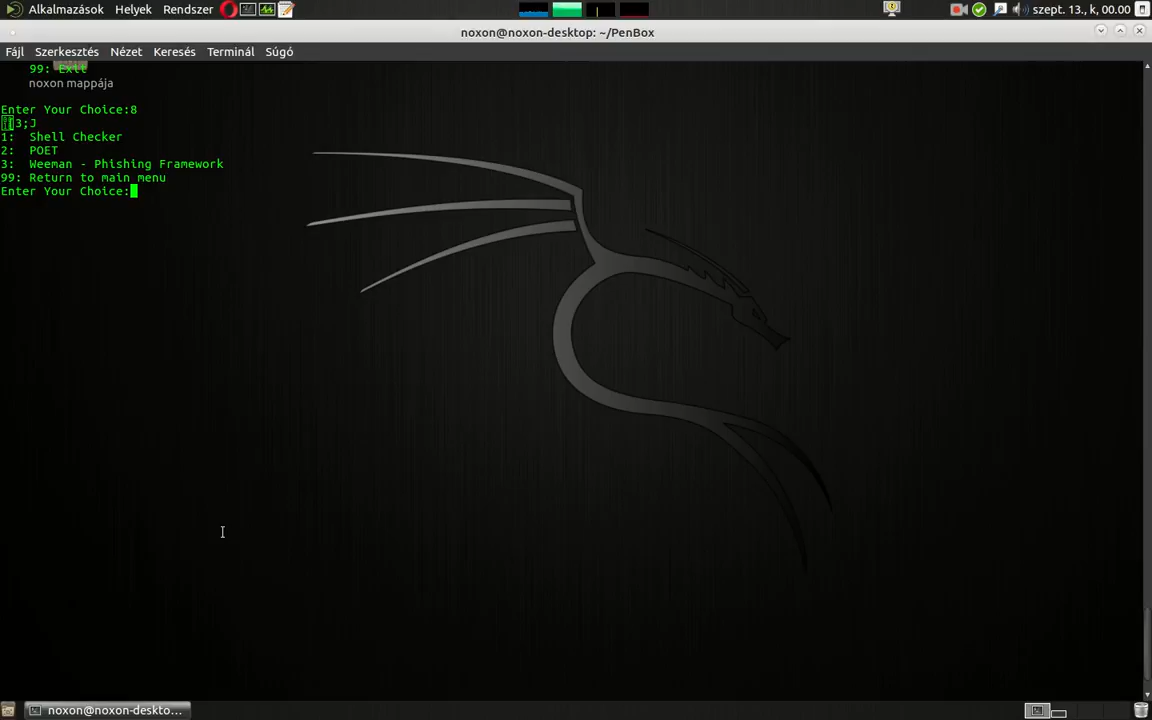 Alkalmazások Helyek Rendszer szept. 13., k, 00.00
noxon@noxon-desktop: ~/PenBox
Fájl Szerkesztés Nézet Keresés Terminál Súgó
99: Exit
noxon mappája
Enter Your Choice:8
3;J
1: Shell Checker
2: POET
3: Weeman - Phishing Framework
99: Return to main menu
Enter Your Choice:
noxon@noxon-deskto...